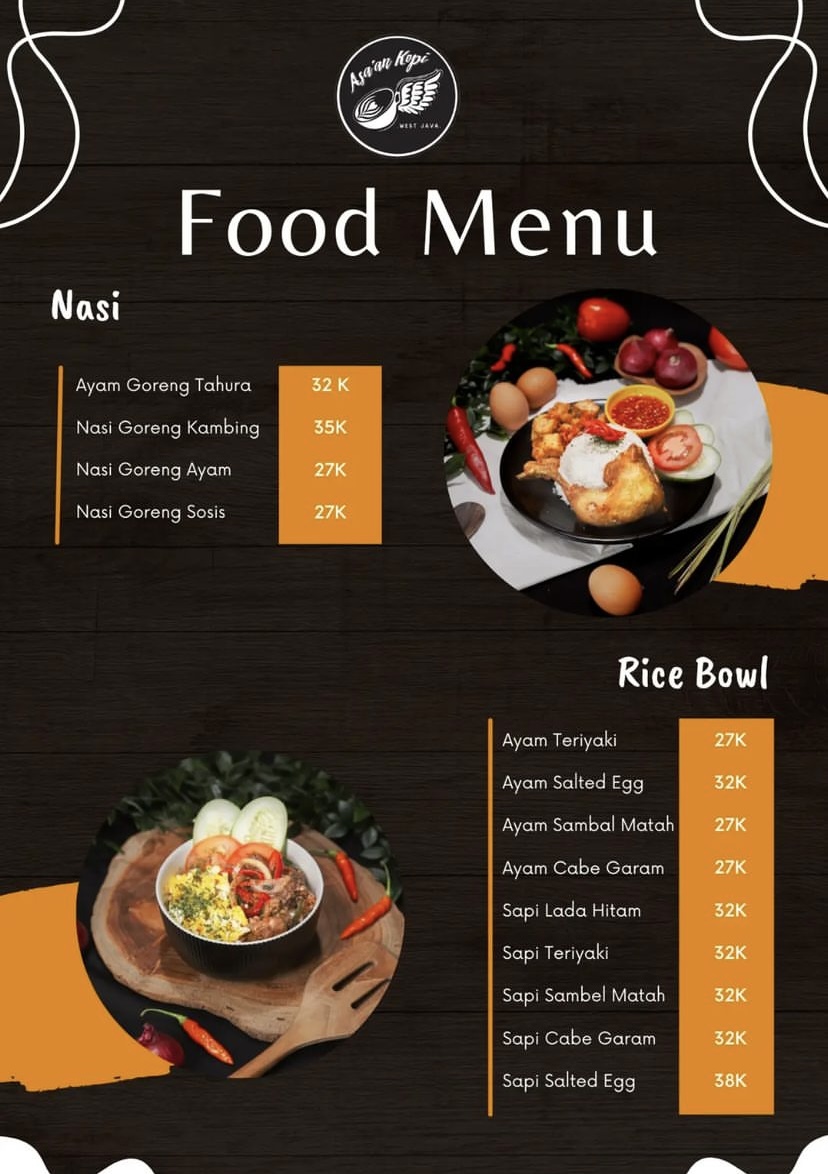 Asa'an Kopi
WEST JAVA
Food Menu
Nasi
Ayam Goreng Tahura 32 K
Nasi Goreng Kambing 35K
Nasi Goreng Ayam 27K
Nasi Goreng Sosis 27K
Rice Bowl
Ayam Teriyaki 27K
Ayam Salted Egg 32K
Ayam Sambal Matah 27K
Ayam Cabe Garam 27K
Sapi Lada Hitam 32K
Sapi Teriyaki 32K
Sapi Sambel Matah 32K
Sapi Cabe Garam 32K
Sapi Salted Egg 38K